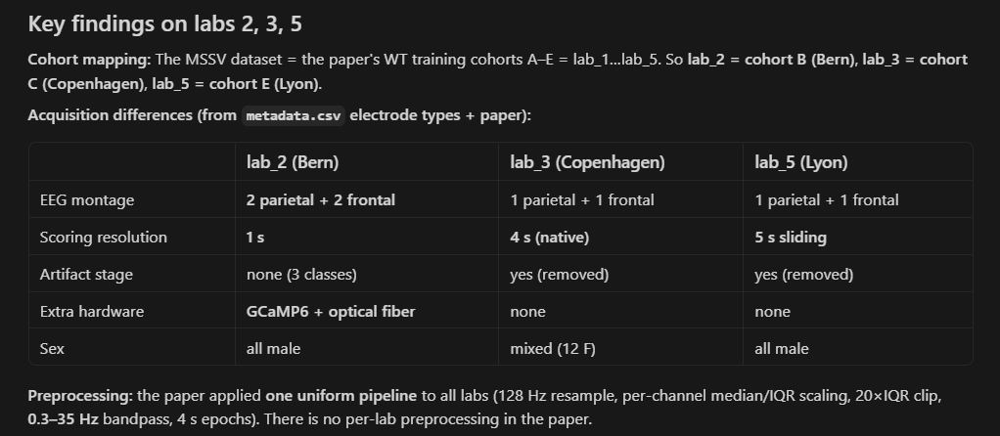 Key findings on labs 2, 3, 5
Cohort mapping: The MSSV dataset = the paper's WT training cohorts A–E = lab_1...lab_5. So lab_2 = cohort B (Bern), lab_3 = cohort
C (Copenhagen), lab_5 = cohort E (Lyon).
Acquisition differences (from metadata.csv electrode types + paper):
lab_2 (Bern) lab_3 (Copenhagen) lab_5 (Lyon)
EEG montage 2 parietal + 2 frontal 1 parietal + 1 frontal 1 parietal + 1 frontal
Scoring resolution 1 s 4 s (native) 5 s sliding
Artifact stage none (3 classes) yes (removed) yes (removed)
Extra hardware GCaMP6 + optical fiber none none
Sex all male mixed (12 F) all male
Preprocessing: the paper applied one uniform pipeline to all labs (128 Hz resample, per-channel median/IQR scaling, 20×IQR clip,
0.3–35 Hz bandpass, 4 s epochs). There is no per-lab preprocessing in the paper.